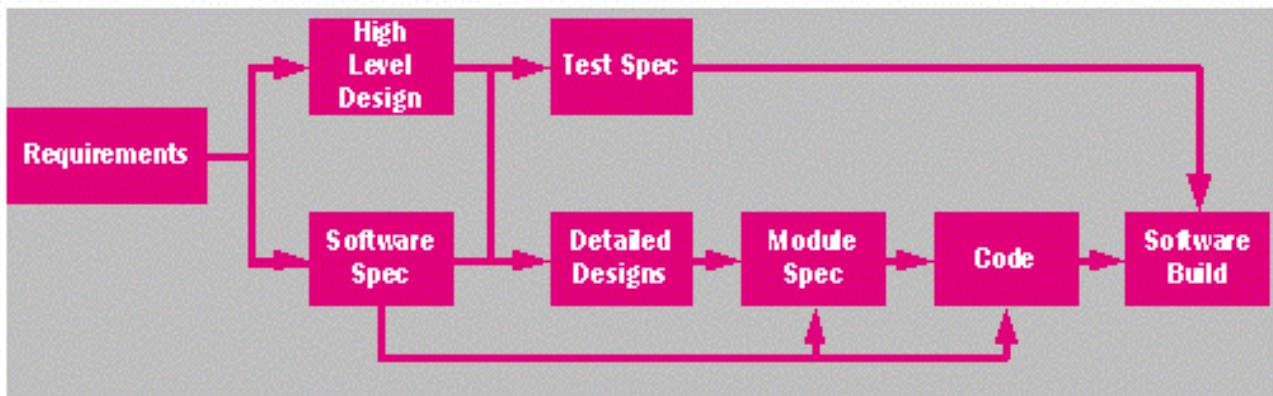 High
Level
Design
Test Spec
Requirements
Software
Spec
Detailed
Designs
Module
Spec
Code
Software
Build